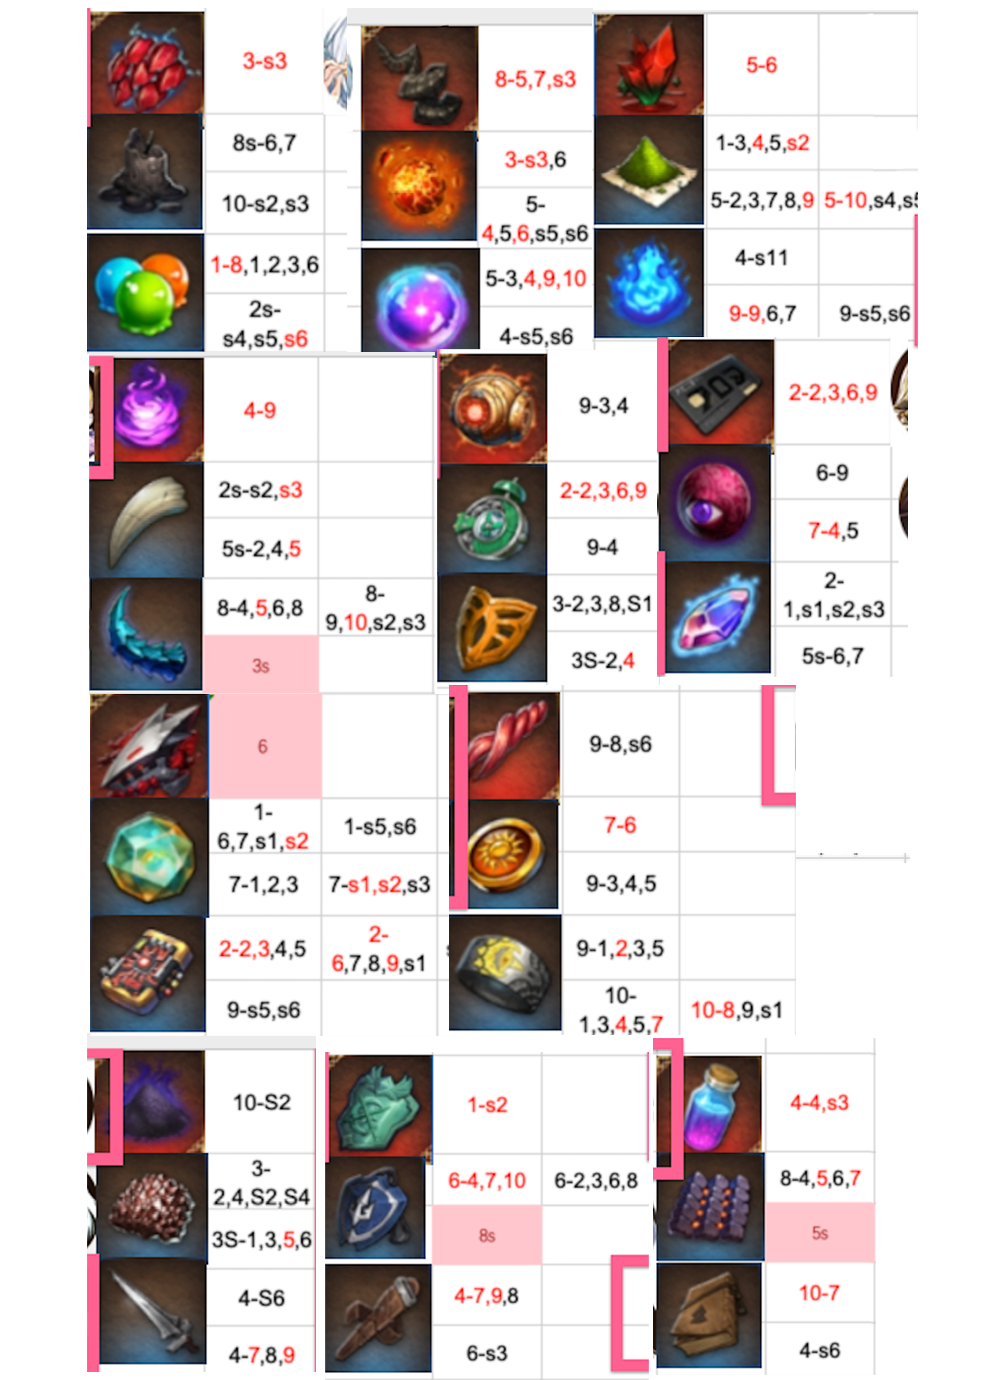 3-s3
8s-6,7
10-s2,s3
1-8,1,2,3,6
2s-
s4,s5,s6
8-5,7,s3
3-s3,6
5-
4,5,6,s5,s6
5-3,4,9,10
4-s5,s6
5-6
1-3,4,5,s2
5-2,3,7,8,9
5-10,s4,s5
4-s11
9-9,6,7
9-s5,s6
4-9
2s-s2,s3
5s-2,4,5
8-4,5,6,8
8-
9,10,s2,s3
3s
9-3,4
2-2,3,6,9
9-4
3-2,3,8,S1
3S-2,4
2-2,3,6,9
6-9
7-4,5
2-
1,s1,s2,s3
5s-6,7
6
1-
6,7,s1,s2
1-s5,s6
7-1,2,3
7-s1,s2,s3
2-2,3,4,5
2-
6,7,8,9,s1
9-s5,s6
9-8,s6
7-6
9-3,4,5
9-1,2,3,5
10-
1,3,4,5,7
10-8,9,s1
10-S2
3-
2,4,S2,S4
3S-1,3,5,6
4-S6
4-7,8,9
1-s2
6-4,7,10
6-2,3,6,8
8s
4-7,9,8
6-s3
4-4,s3
8-4,5,6,7
5s
10-7
4-s6